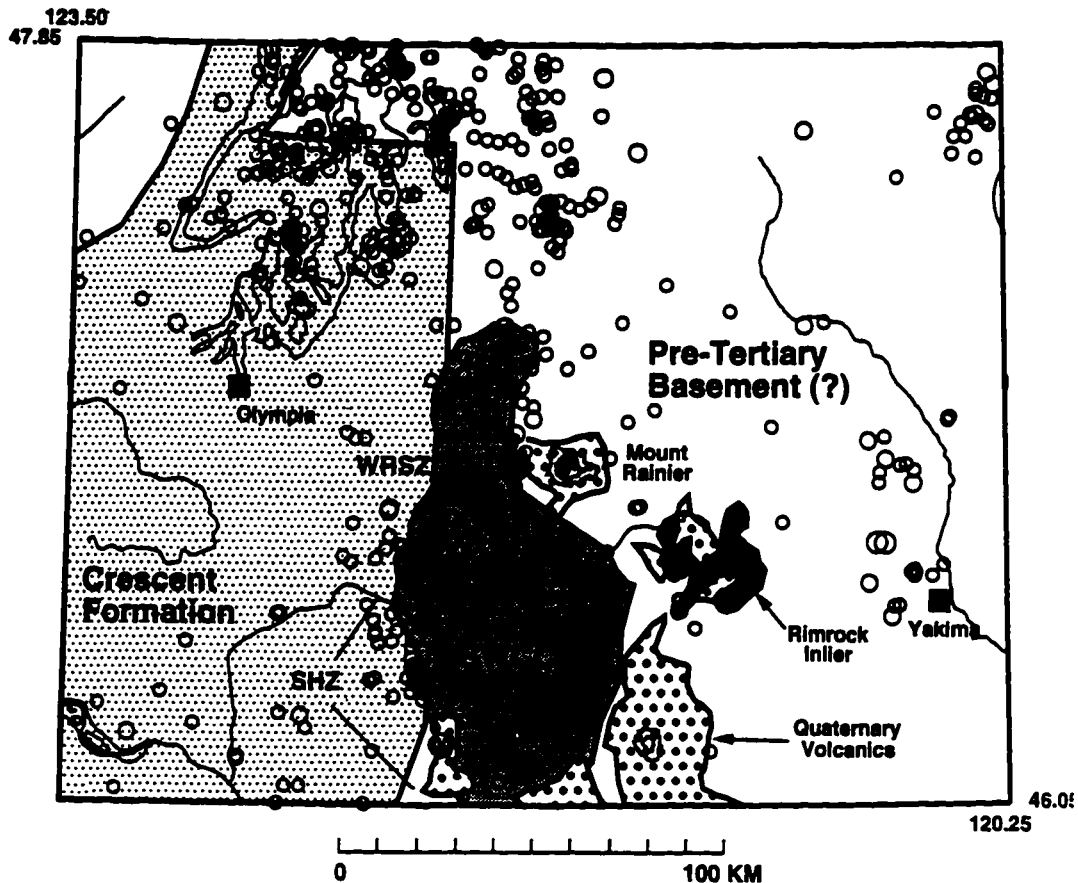 123.50
47.85
Pre-Tertiary
Basement (?)
Olympia
WRSZ
Mount
Rainier
Crescent
Formation
SHZ
Rimrock
Inlier
Yakima
Quaternary
Volcanics
46.05
120.25
0
100 KM